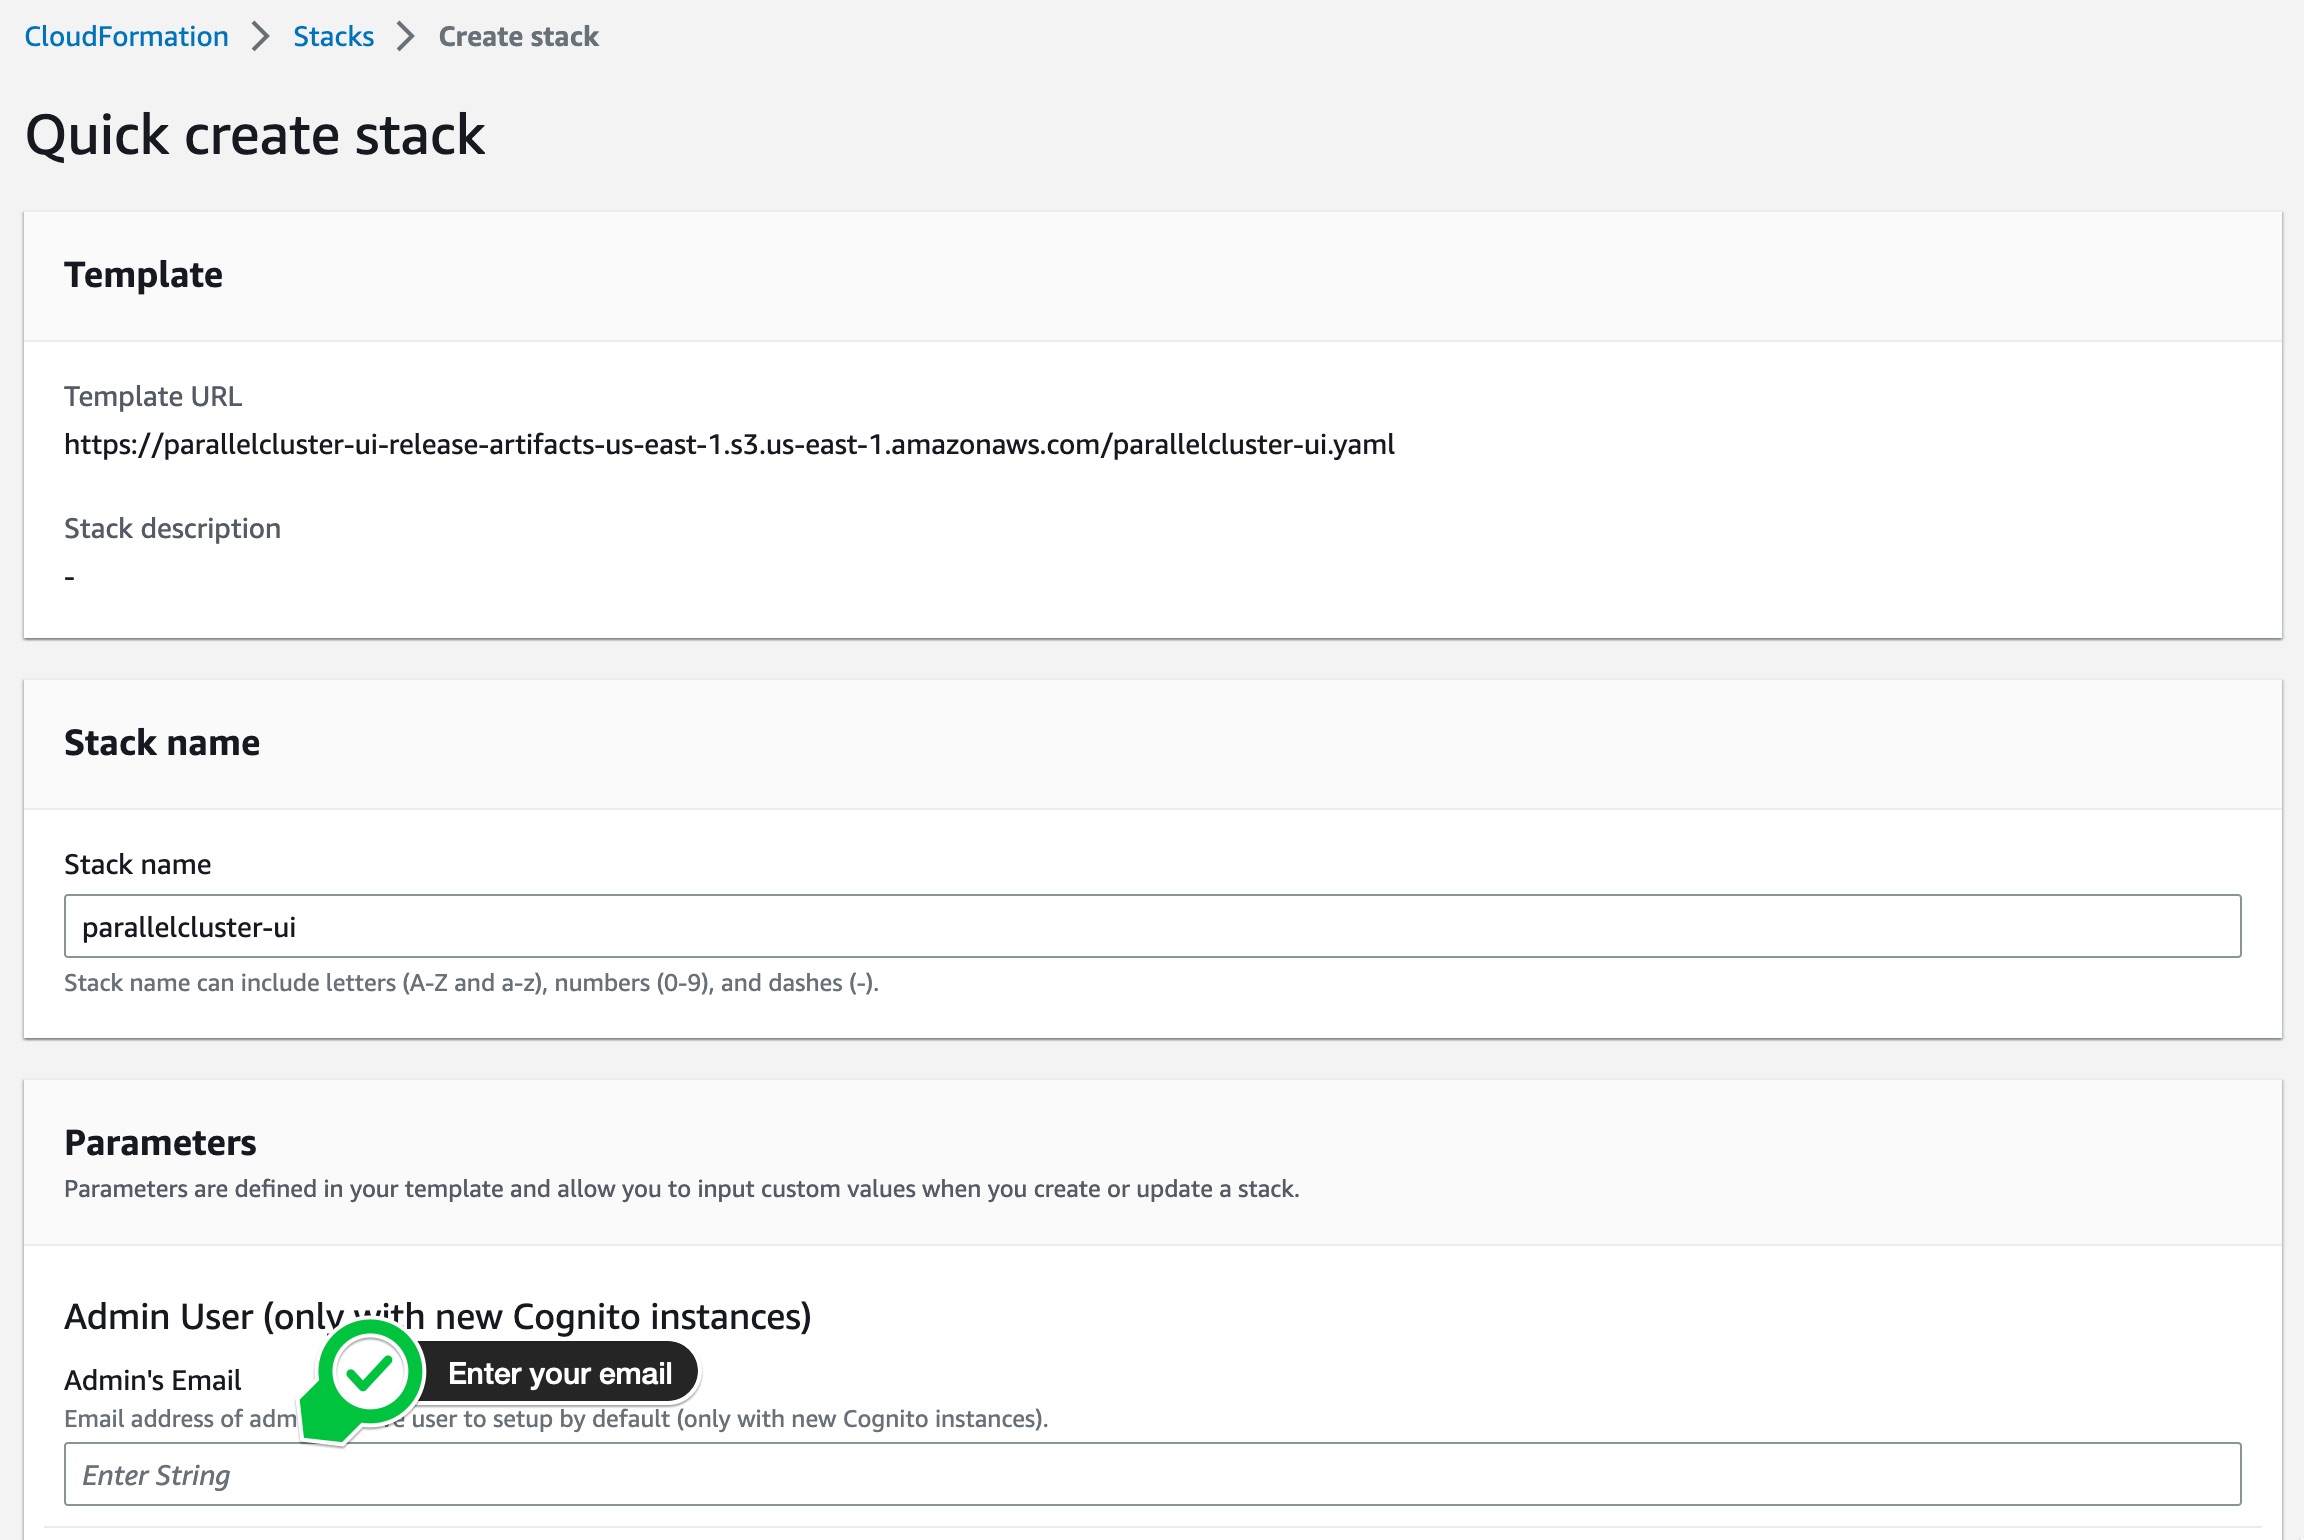 CloudFormation > Stacks > Create stack
Quick create stack
Template
Template URL
https://parallelcluster-ui-release-artifacts-us-east-1.s3.us-east-1.amazonaws.com/parallelcluster-ui.yaml
Stack description
-
Stack name
Stack name
parallelcluster-ui
Stack name can include letters (A-Z and a-z), numbers (0-9), and dashes (-).
Parameters
Parameters are defined in your template and allow you to input custom values when you create or update a stack.
Admin User (only with new Cognito instances)
Admin's Email
Enter your email
Email address of user to setup by default (only with new Cognito instances).
Enter String